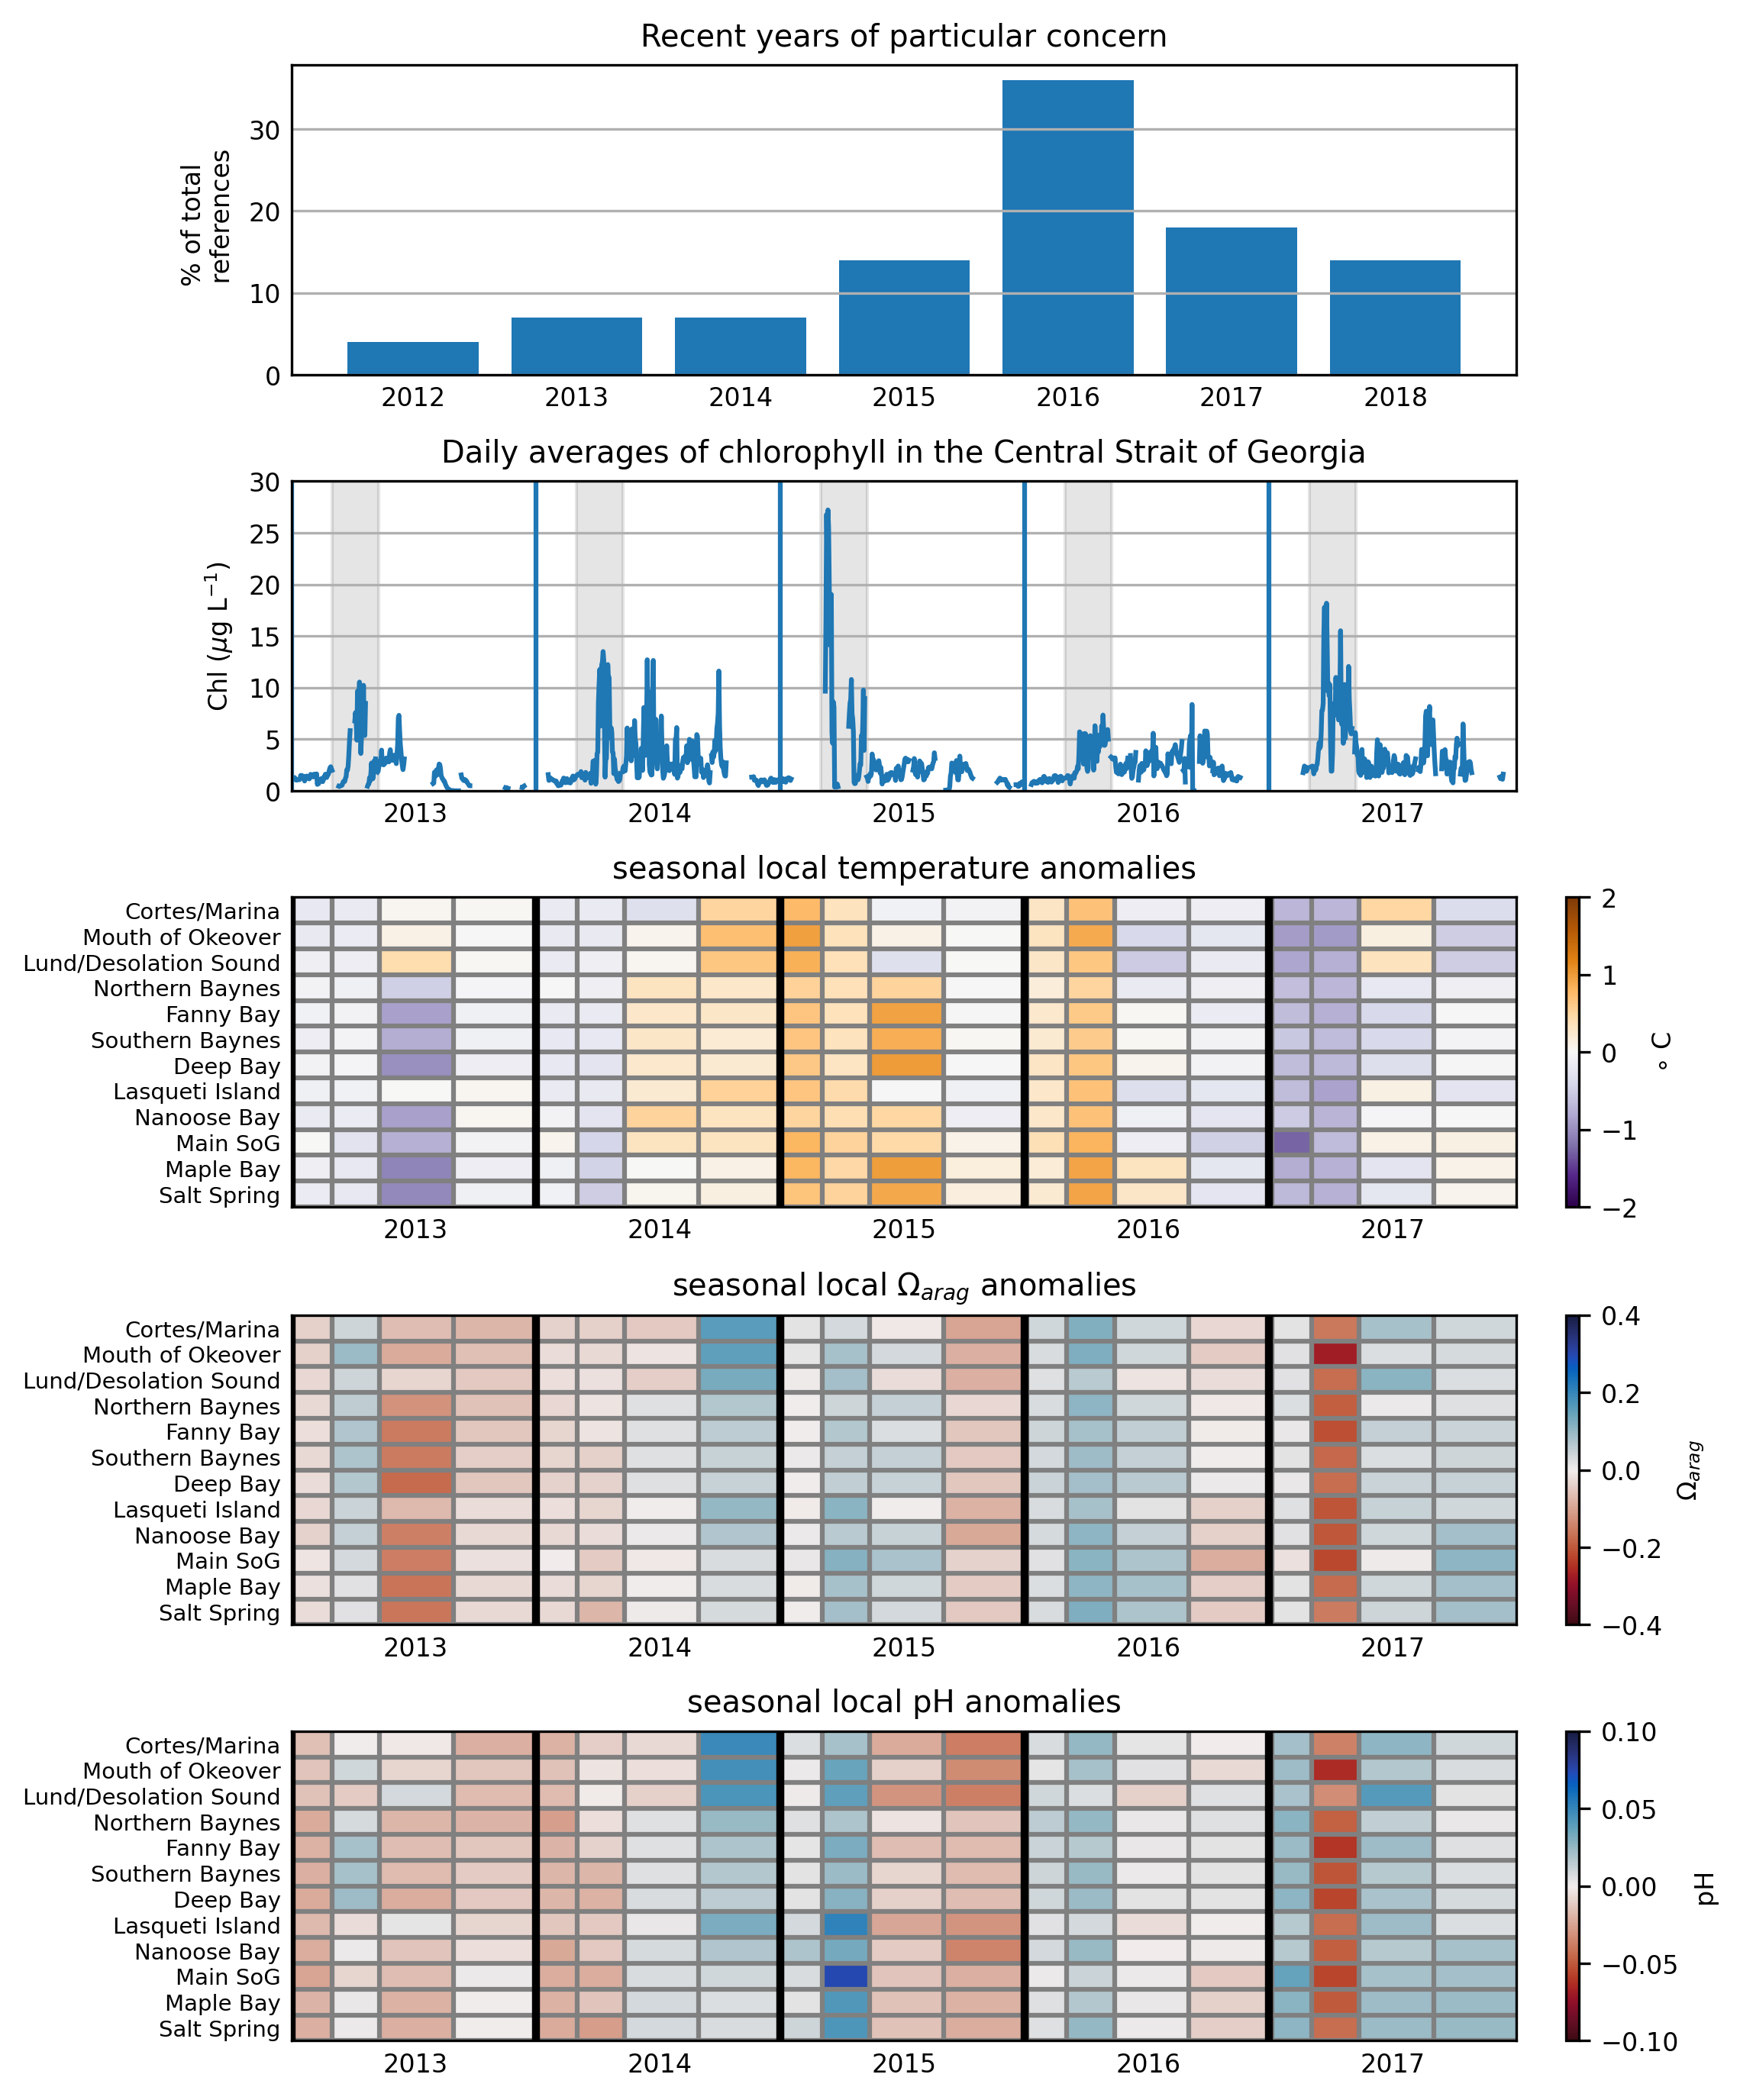 Recent years of particular concern
% of total
references
30
20
10
0
2012 2013 2014 2015 2016 2017 2018
Daily averages of chlorophyll in the Central Strait of Georgia
Chl (μg L⁻¹)
30
25
20
15
10
5
0
2013 2014 2015 2016 2017
seasonal local temperature anomalies
Cortes/Marina
Mouth of Okeover
Lund/Desolation Sound
Northern Baynes
Fanny Bay
Southern Baynes
Deep Bay
Lasqueti Island
Nanoose Bay
Main SoG
Maple Bay
Salt Spring
2013 2014 2015 2016 2017
2
1
0
−1
−2
° C
seasonal local Ωarag anomalies
Cortes/Marina
Mouth of Okeover
Lund/Desolation Sound
Northern Baynes
Fanny Bay
Southern Baynes
Deep Bay
Lasqueti Island
Nanoose Bay
Main SoG
Maple Bay
Salt Spring
2013 2014 2015 2016 2017
0.4
0.2
0.0
−0.2
−0.4
Ωarag
seasonal local pH anomalies
Cortes/Marina
Mouth of Okeover
Lund/Desolation Sound
Northern Baynes
Fanny Bay
Southern Baynes
Deep Bay
Lasqueti Island
Nanoose Bay
Main SoG
Maple Bay
Salt Spring
2013 2014 2015 2016 2017
0.10
0.05
0.00
−0.05
−0.10
pH